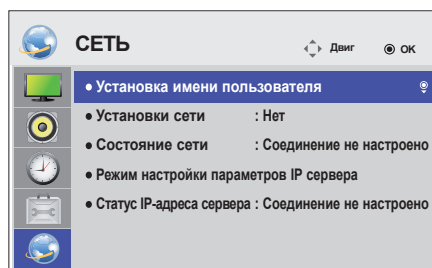 СЕТЬ
Двиг OK
• Установка имени пользователя
• Установки сети : Нет
• Состояние сети : Соединение не настроено
• Режим настройки параметров IP сервера
• Статус IP-адреса сервера : Соединение не настроено